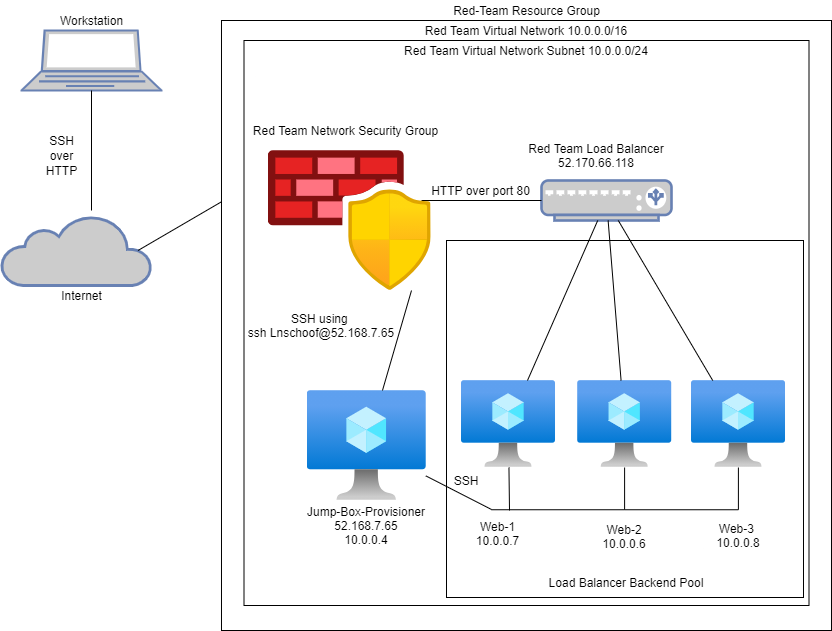 Red-Team Resource Group
Workstation
Red Team Virtual Network 10.0.0.0/16
Red Team Virtual Network Subnet 10.0.0.0/24
SSH
over
HTTP
Red Team Network Security Group
Red Team Load Balancer
52.170.66.118
HTTP over port 80
Internet
SSH using
ssh Lnschoof@52.168.7.65
SSH
Jump-Box-Provisioner
52.168.7.65
10.0.0.4
Web-1
10.0.0.7
Web-2
10.0.0.6
Web-3
10.0.0.8
Load Balancer Backend Pool